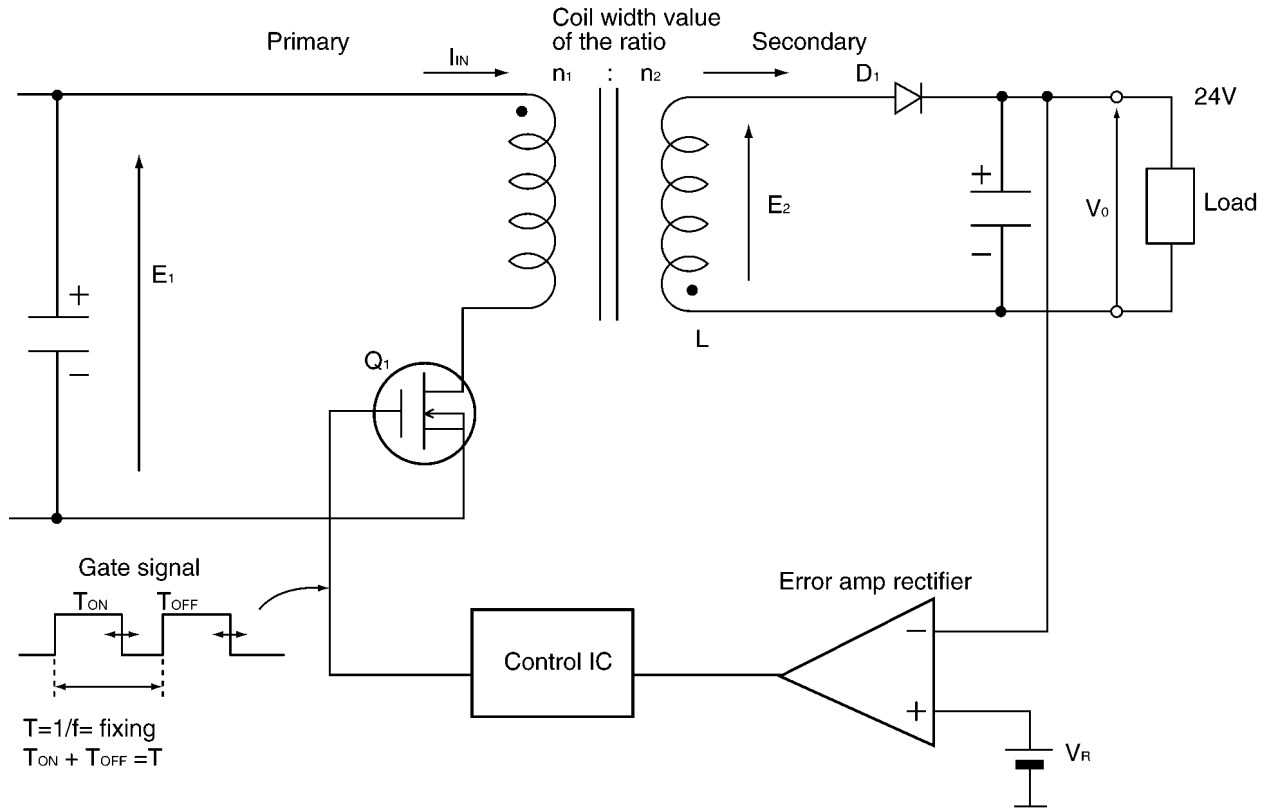 Coil width value
of the ratio
Primary
IIN
n1 : n2
Secondary
D1
24V
E1
+
−
E2
+
−
V0
Load
L
Q1
Gate signal
TON
TOFF
T=1/f= fixing
TON + TOFF =T
Control IC
Error amp rectifier
−
+
VR